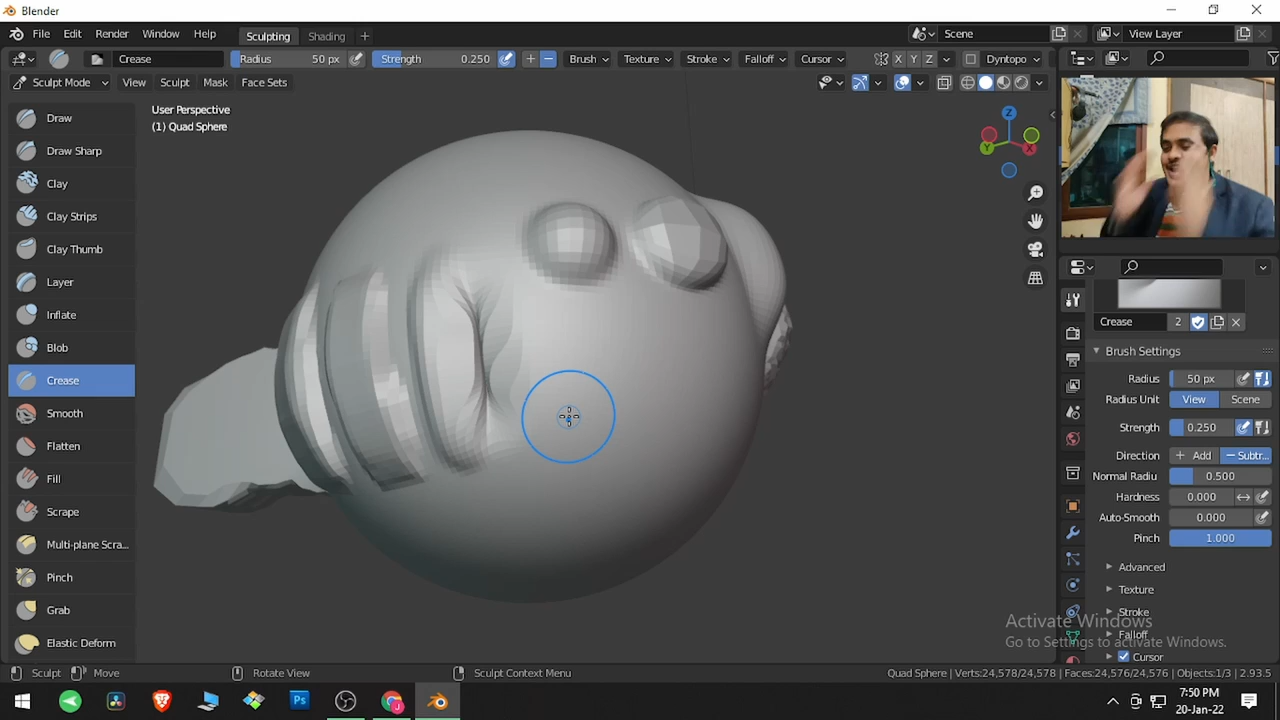 Blender
File Edit Render Window Help Sculpting Shading + Scene View Layer
Crease Radius 50 px Strength 0.250 + − Brush Texture Stroke Falloff Cursor X Y Z Dyntopo
Sculpt Mode View Sculpt Mask Face Sets
User Perspective
(1) Quad Sphere
Z
Y X
Draw
Draw Sharp
Clay
Clay Strips
Clay Thumb
Layer
Inflate
Blob
Crease
Smooth
Flatten
Fill
Scrape
Multi-plane Scra...
Pinch
Grab
Elastic Deform
Crease 2
Brush Settings
Radius 50 px
Radius Unit View Scene
Strength 0.250
Direction + Add − Subtr...
Normal Radiu 0.500
Hardness 0.000
Auto-Smooth 0.000
Pinch 1.000
Advanced
Texture
Stroke
Falloff
Cursor
Activate Windows
Go to Settings to activate Windows.
Sculpt Move Rotate View Sculpt Context Menu Quad Sphere | Verts:24,578/24,578 | Faces:24,576/24,576 | Objects:1/3 | 2.93.5
Ps
J
7:50 PM
20-Jan-22